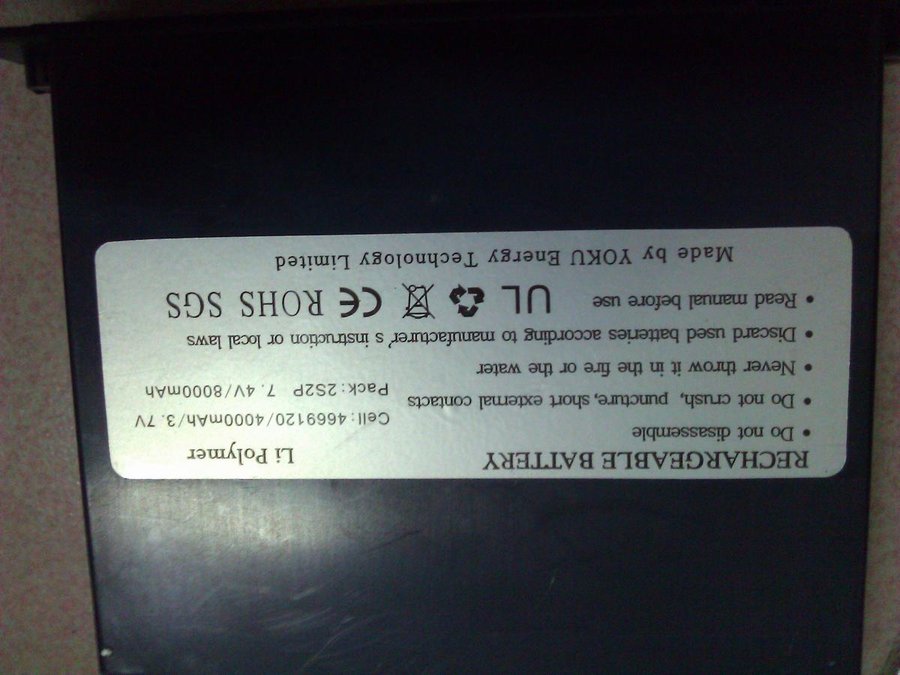 RECHARGEABLE BATTERY
Li Polymer
• Do not disassemble
Cell:4669120/4000mAh/3.7V
• Do not crush, puncture, short external contacts
Pack:2S2P 7.4V/8000mAh
• Never throw it in the fire or the water
• Discard used batteries according to manufacturer's instruction or local laws
• Read manual before use
UL CE ROHS SGS
Made by YOKU Energy Technology Limited